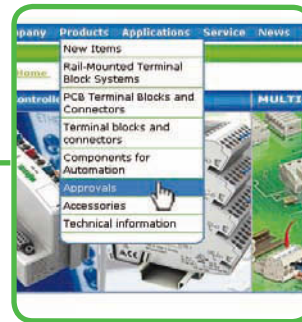 Products Applications Service News
New Items
Home
Rail-Mounted Terminal
Block Systems
PCB Terminal Blocks and
Connectors
MULTI
Terminal blocks and
connectors
Components for
Automation
Approvals
Accessories
Technical information